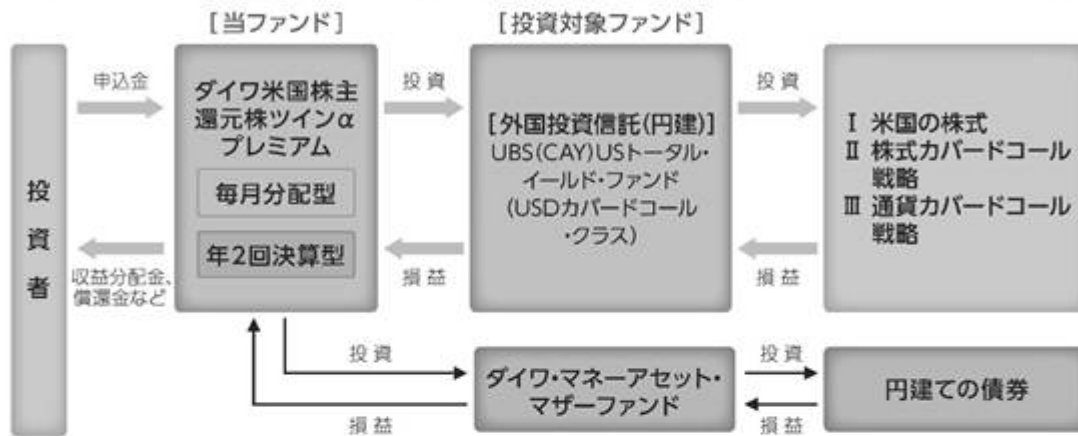 [当ファンド]
[投資対象ファンド]
投資者
申込金
収益分配金、
償還金など
ダイワ米国株主
還元株ツインα
プレミアム
毎月分配型
年2回決算型
投資
損益
[外国投資信託(円建)]
UBS(CAY)USトータル・
イールド・ファンド
(USDカバードコール
・クラス)
投資
損益
Ⅰ 米国の株式
Ⅱ 株式カバードコール
戦略
Ⅲ 通貨カバードコール
戦略
投資
損益
ダイワ・マネーアセット・
マザーファンド
投資
損益
円建ての債券